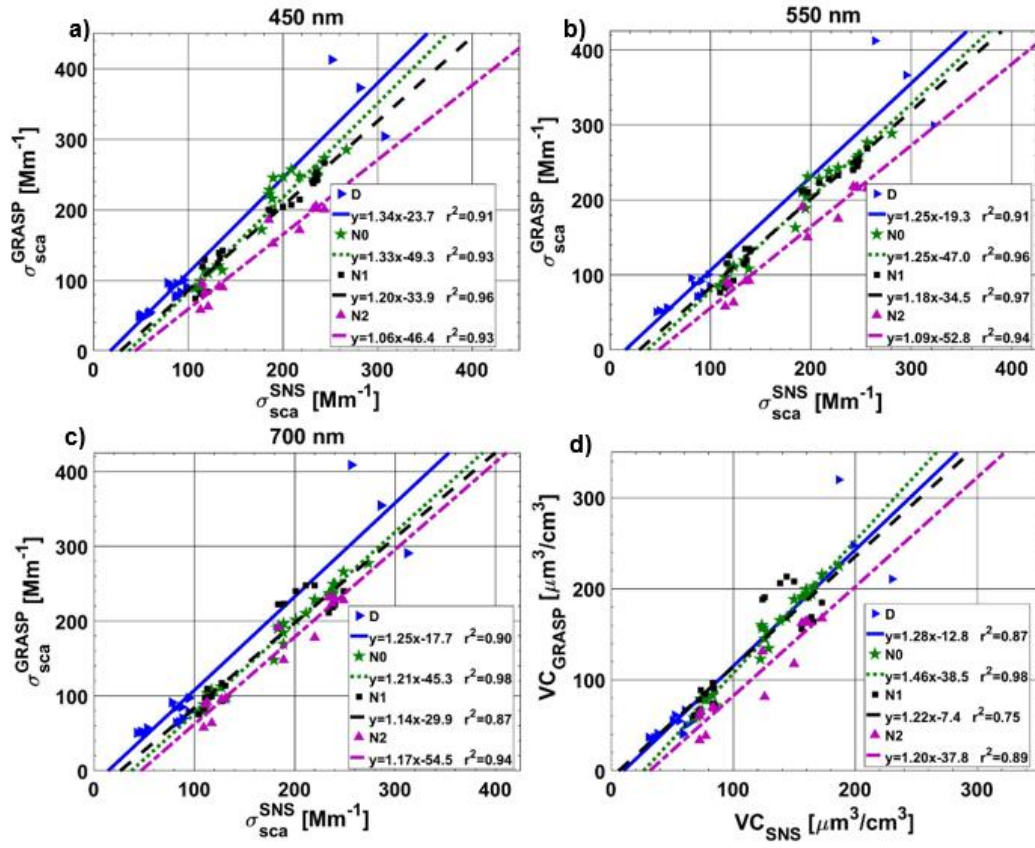 a)
450 nm
σsca^GRASP [Mm⁻¹]
400
300
200
100
0
D
y=1.34x-23.7 r²=0.91
N0
y=1.33x-49.3 r²=0.93
N1
y=1.20x-33.9 r²=0.96
N2
y=1.06x-46.4 r²=0.93
0 100 200 300 400
σsca^SNS [Mm⁻¹]
b)
550 nm
σsca^GRASP [Mm⁻¹]
400
300
200
100
0
D
y=1.25x-19.3 r²=0.91
N0
y=1.25x-47.0 r²=0.96
N1
y=1.18x-34.5 r²=0.97
N2
y=1.09x-52.8 r²=0.94
0 100 200 300 400
σsca^SNS [Mm⁻¹]
c)
700 nm
σsca^GRASP [Mm⁻¹]
400
300
200
100
0
D
y=1.25x-17.7 r²=0.90
N0
y=1.21x-45.3 r²=0.98
N1
y=1.14x-29.9 r²=0.87
N2
y=1.17x-54.5 r²=0.94
0 100 200 300 400
σsca^SNS [Mm⁻¹]
d)
VC_GRASP [μm³/cm³]
300
200
100
0
D
y=1.28x-12.8 r²=0.87
N0
y=1.46x-38.5 r²=0.98
N1
y=1.22x-7.4 r²=0.75
N2
y=1.20x-37.8 r²=0.89
0 100 200 300
VC_SNS [μm³/cm³]